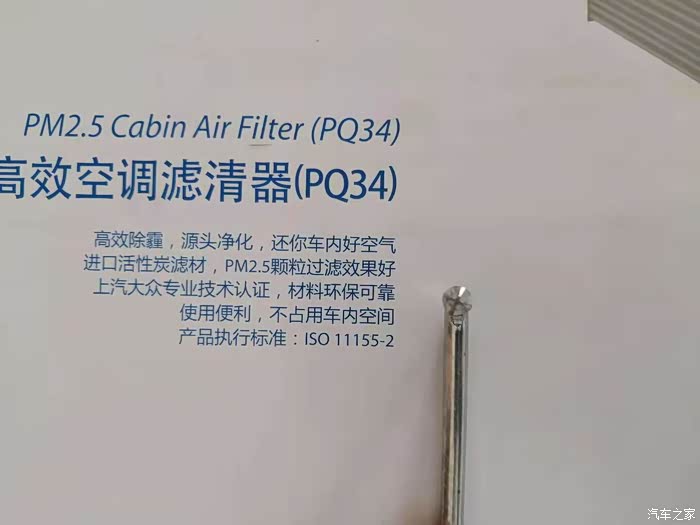 PM2.5 Cabin Air Filter (PQ34)
高效空调滤清器(PQ34)
高效除霾，源头净化，还你车内好空气
进口活性炭滤材，PM2.5颗粒过滤效果好
上汽大众专业技术认证，材料环保可靠
使用便利，不占用车内空间
产品执行标准：ISO 11155-2
汽车之家